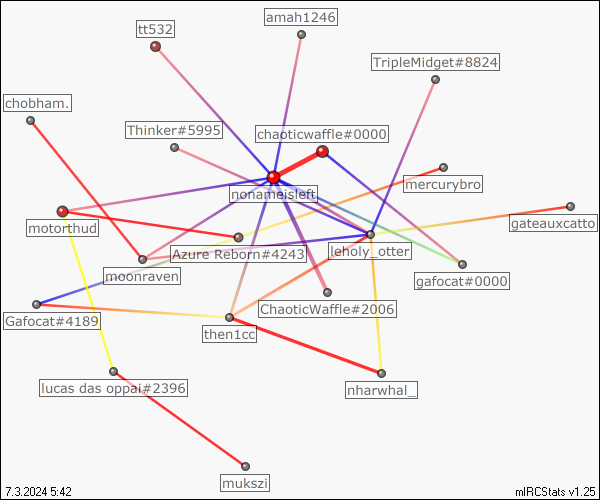 amah1246
tt532
TripleMidget#8824
chobham.
Thinker#5995
chaoticwaffle#0000
mercurybro
nonameisleft
gateauxcatto
motorthud
Azure Reborn#4243
leholy_otter
moonraven
gafocat#0000
ChaoticWaffle#2006
Gafocat#4189
then1cc
lucas das oppai#2396
nharwhal_
mukszi
7.3.2024 5:42
mIRCStats v1.25